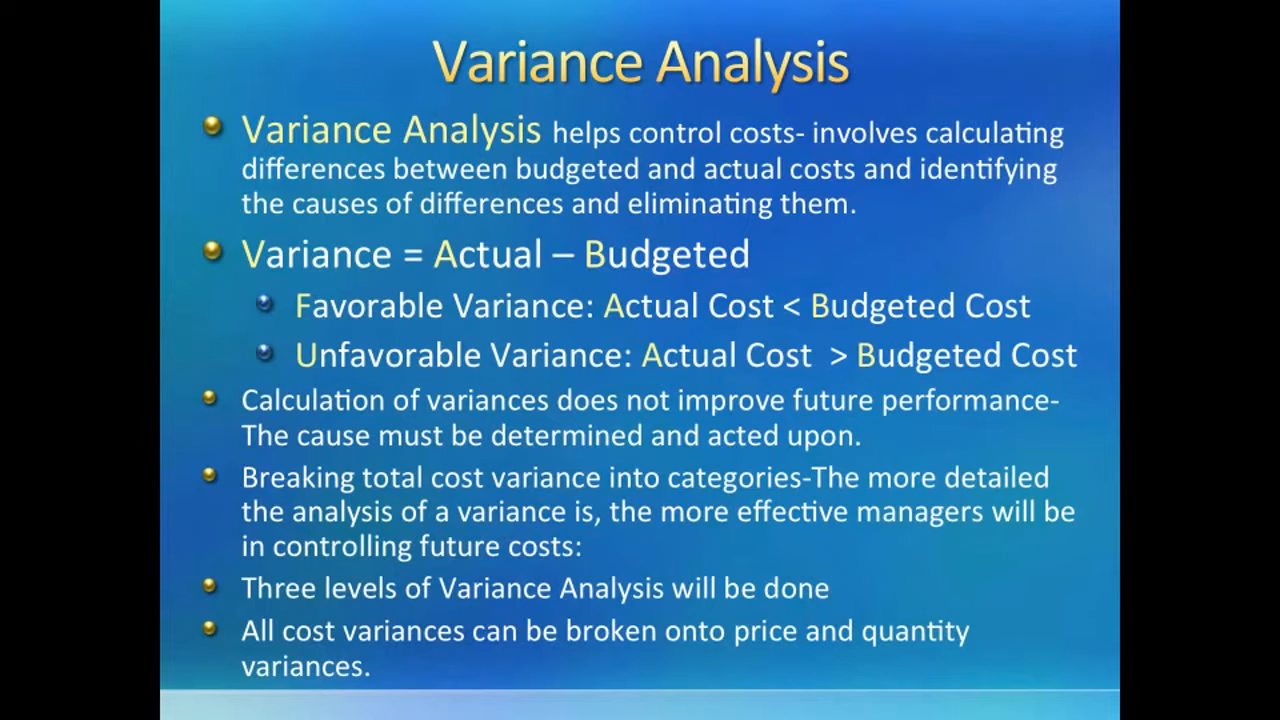 Variance Analysis
Variance Analysis helps control costs- involves calculating
differences between budgeted and actual costs and identifying
the causes of differences and eliminating them.
Variance = Actual – Budgeted
Favorable Variance: Actual Cost < Budgeted Cost
Unfavorable Variance: Actual Cost > Budgeted Cost
Calculation of variances does not improve future performance-
The cause must be determined and acted upon.
Breaking total cost variance into categories-The more detailed
the analysis of a variance is, the more effective managers will be
in controlling future costs:
Three levels of Variance Analysis will be done
All cost variances can be broken onto price and quantity
variances.